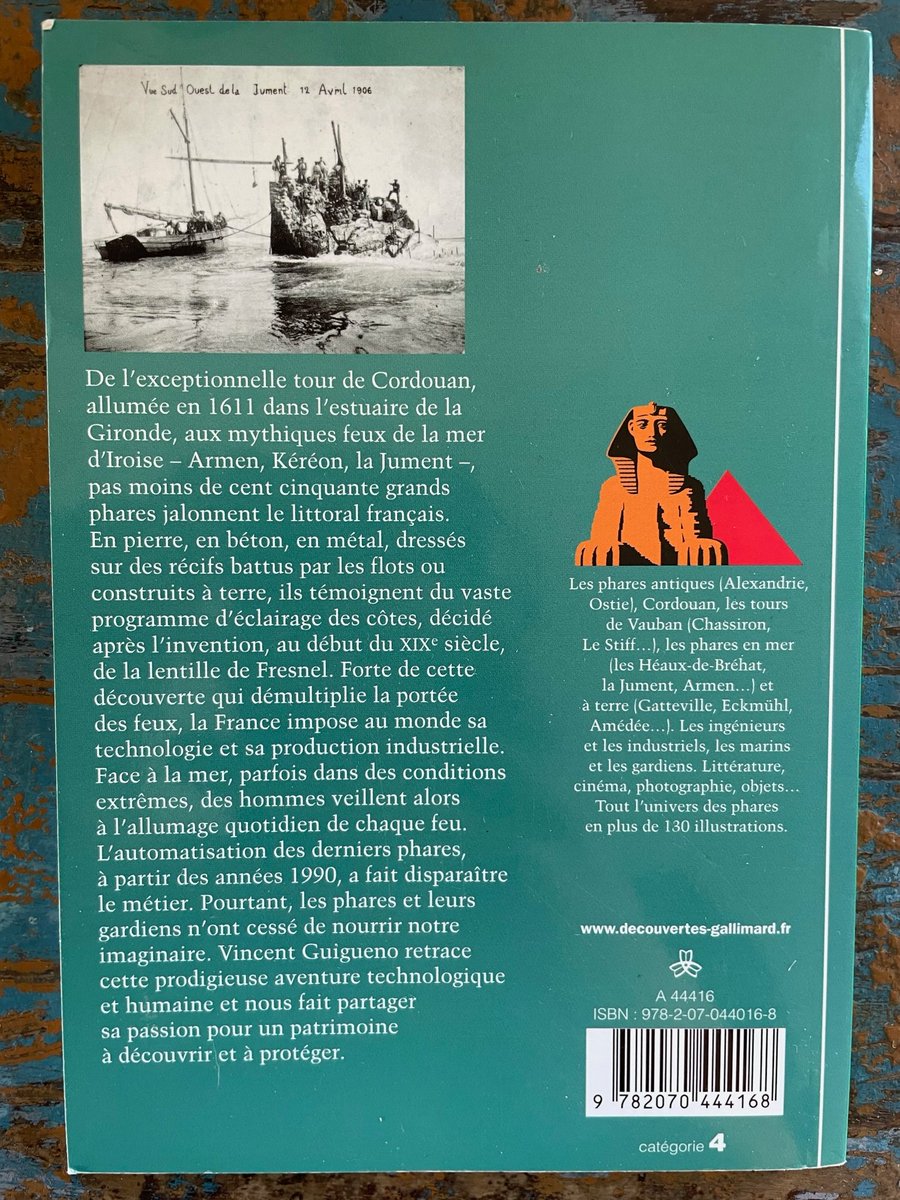 Vue Sud Ouest de la Jument 12 Avril 1906
De l'exceptionnelle tour de Cordouan,
allumée en 1611 dans l'estuaire de la
Gironde, aux mythiques feux de la mer
d'Iroise – Armen, Kéréon, la Jument –,
pas moins de cent cinquante grands
phares jalonnent le littoral français.
En pierre, en béton, en métal, dressés
sur des récifs battus par les flots ou
construits à terre, ils témoignent du vaste
programme d'éclairage des côtes, décidé
après l'invention, au début du XIXe siècle,
de la lentille de Fresnel. Forte de cette
découverte qui démultiplie la portée
des feux, la France impose au monde sa
technologie et sa production industrielle.
Face à la mer, parfois dans des conditions
extrêmes, des hommes veillent alors
à l'allumage quotidien de chaque feu.
L'automatisation des derniers phares,
à partir des années 1990, a fait disparaître
le métier. Pourtant, les phares et leurs
gardiens n'ont cessé de nourrir notre
imaginaire. Vincent Guigueno retrace
cette prodigieuse aventure technologique
et humaine et nous fait partager
sa passion pour un patrimoine
à découvrir et à protéger.
Les phares antiques (Alexandrie,
Ostie), Cordouan, les tours
de Vauban (Chassiron,
Le Stiff…), les phares en mer
(les Héaux-de-Bréhat,
la Jument, Armen…) et
à terre (Gatteville, Eckmühl,
Amédée…). Les ingénieurs
et les industriels, les marins
et les gardiens. Littérature,
cinéma, photographie, objets…
Tout l'univers des phares
en plus de 130 illustrations.
www.decouvertes-gallimard.fr
A 44416
ISBN : 978-2-07-044016-8
9 782070 444168
catégorie 4